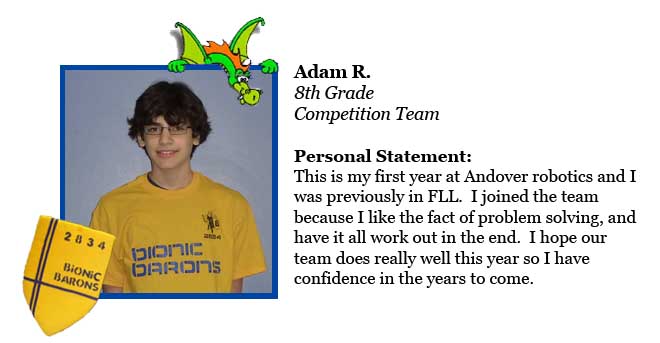 Adam R.
8th Grade
Competition Team
Personal Statement:
This is my first year at Andover robotics and I
was previously in FLL.  I joined the team
because I like the fact of problem solving, and
have it all work out in the end.  I hope our
team does really well this year so I have
confidence in the years to come.
2834
BIONIC
BARONS
2834
BiONiC
BARONS